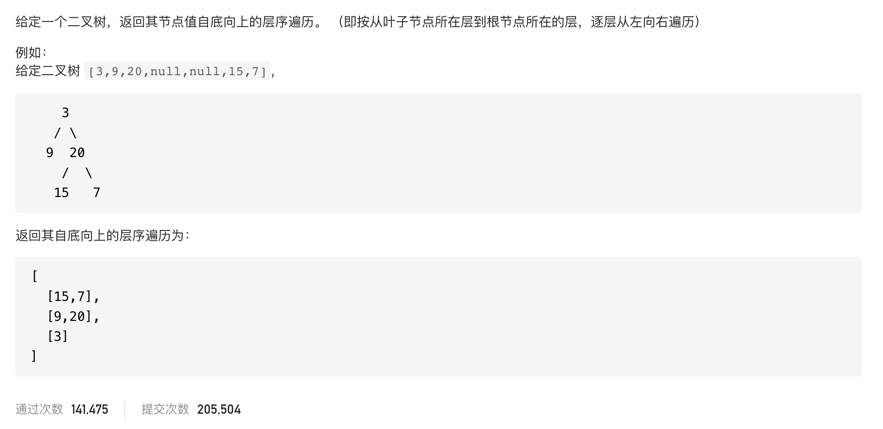 给定一个二叉树，返回其节点值自底向上的层序遍历。 （即按从叶子节点所在层到根节点所在的层，逐层从左向右遍历）
例如：
给定二叉树 [3,9,20,null,null,15,7],
3
/ \
9 20
/ \
15 7
返回其自底向上的层序遍历为：
[
[15,7],
[9,20],
[3]
]
通过次数 141,475 提交次数 205,504